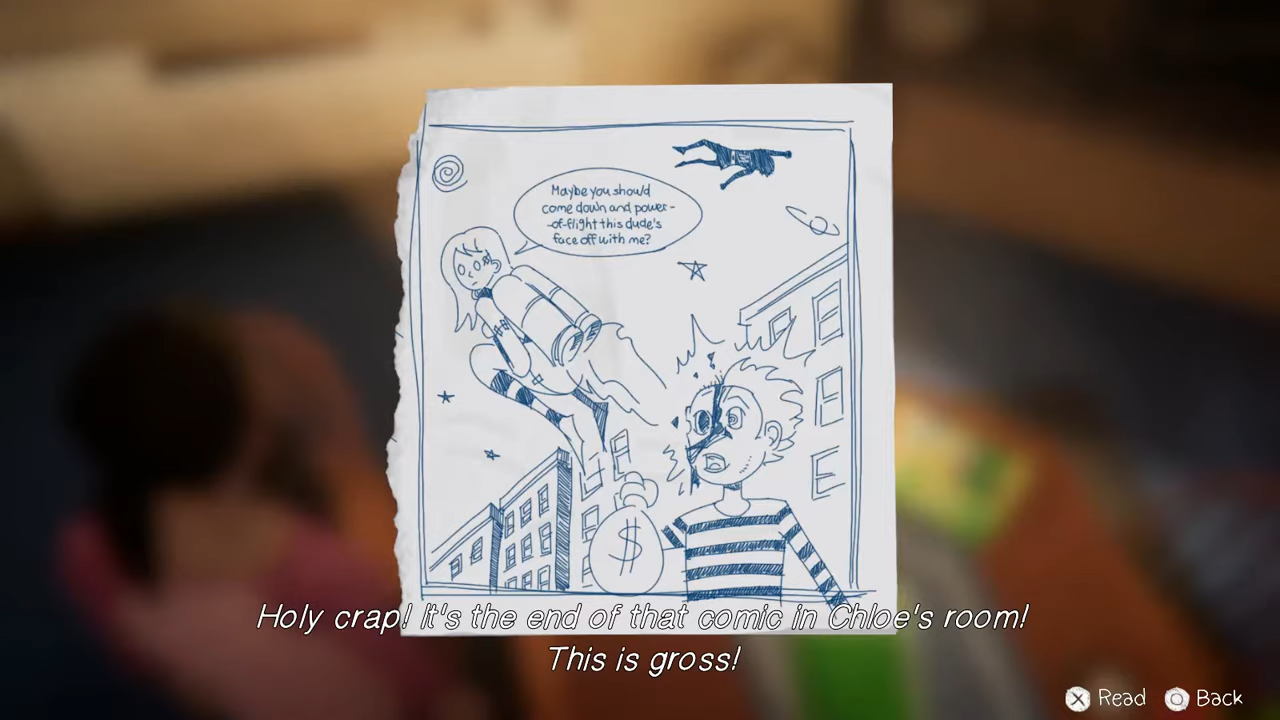 Maybe you should
come down and power-
-of-flight this dude's
face off with me?
$
Holy crap! It's the end of that comic in Chloe's room!
This is gross!
Read Back